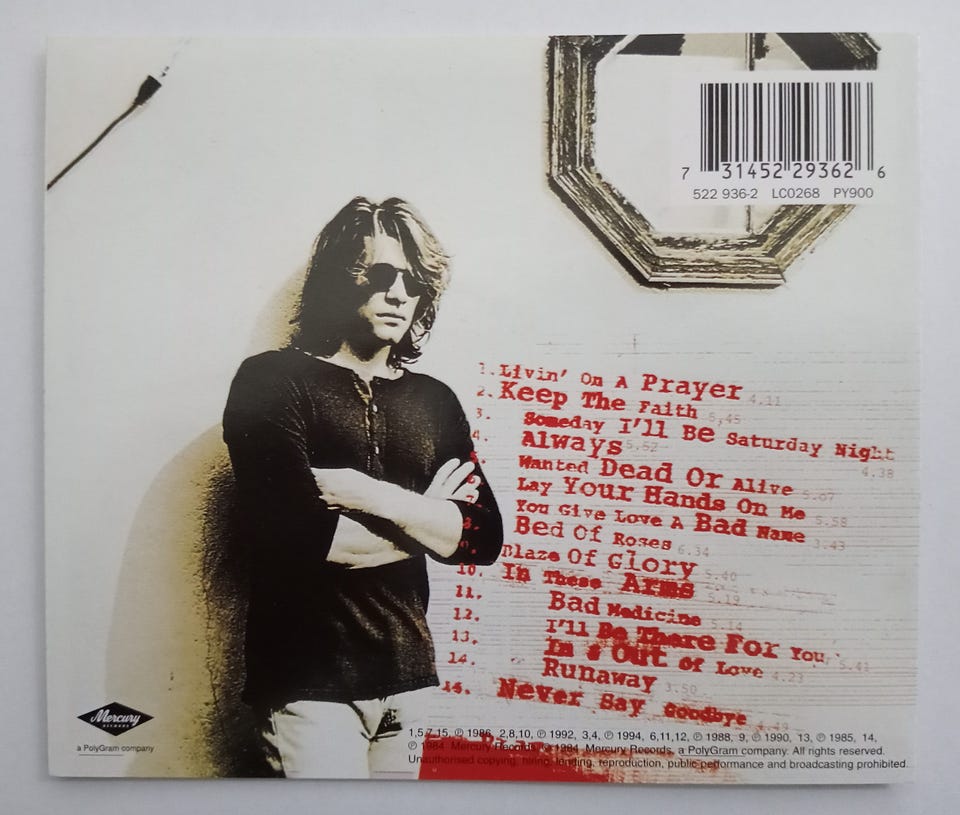 7 31452 29362 6
522 936-2 LC0268 PY900
1. Livin' On A Prayer 4.11
2. Keep The Faith 5,45
3. Someday I'll Be Saturday Night 4.38
4. Always 5.52
Wanted Dead Or Alive 5.07
Lay Your Hands On Me 5.58
You Give Love A Bad Name 3.43
8. Bed Of Roses 6.34
9. Blaze Of Glory 5.40
10. In These Arms 5.19
11. Bad Medicine 5.14
12. I'll Be There For You 5.41
13. In & Out of Love 4.23
14. Runaway 3.50
15. Never Say Goodbye 4.49
Mercury
RECORDS
a PolyGram company
1,5,7,15, ℗ 1986, 2,8,10, ℗ 1992, 3,4, ℗ 1994, 6,11,12, ℗ 1988, 9, ℗ 1990, 13, ℗ 1985, 14,
℗ 1984 Mercury Records, 1994, Mercury Records, a PolyGram company. All rights reserved.
Unauthorised copying, hiring, lending, reproduction, public performance and broadcasting prohibited.